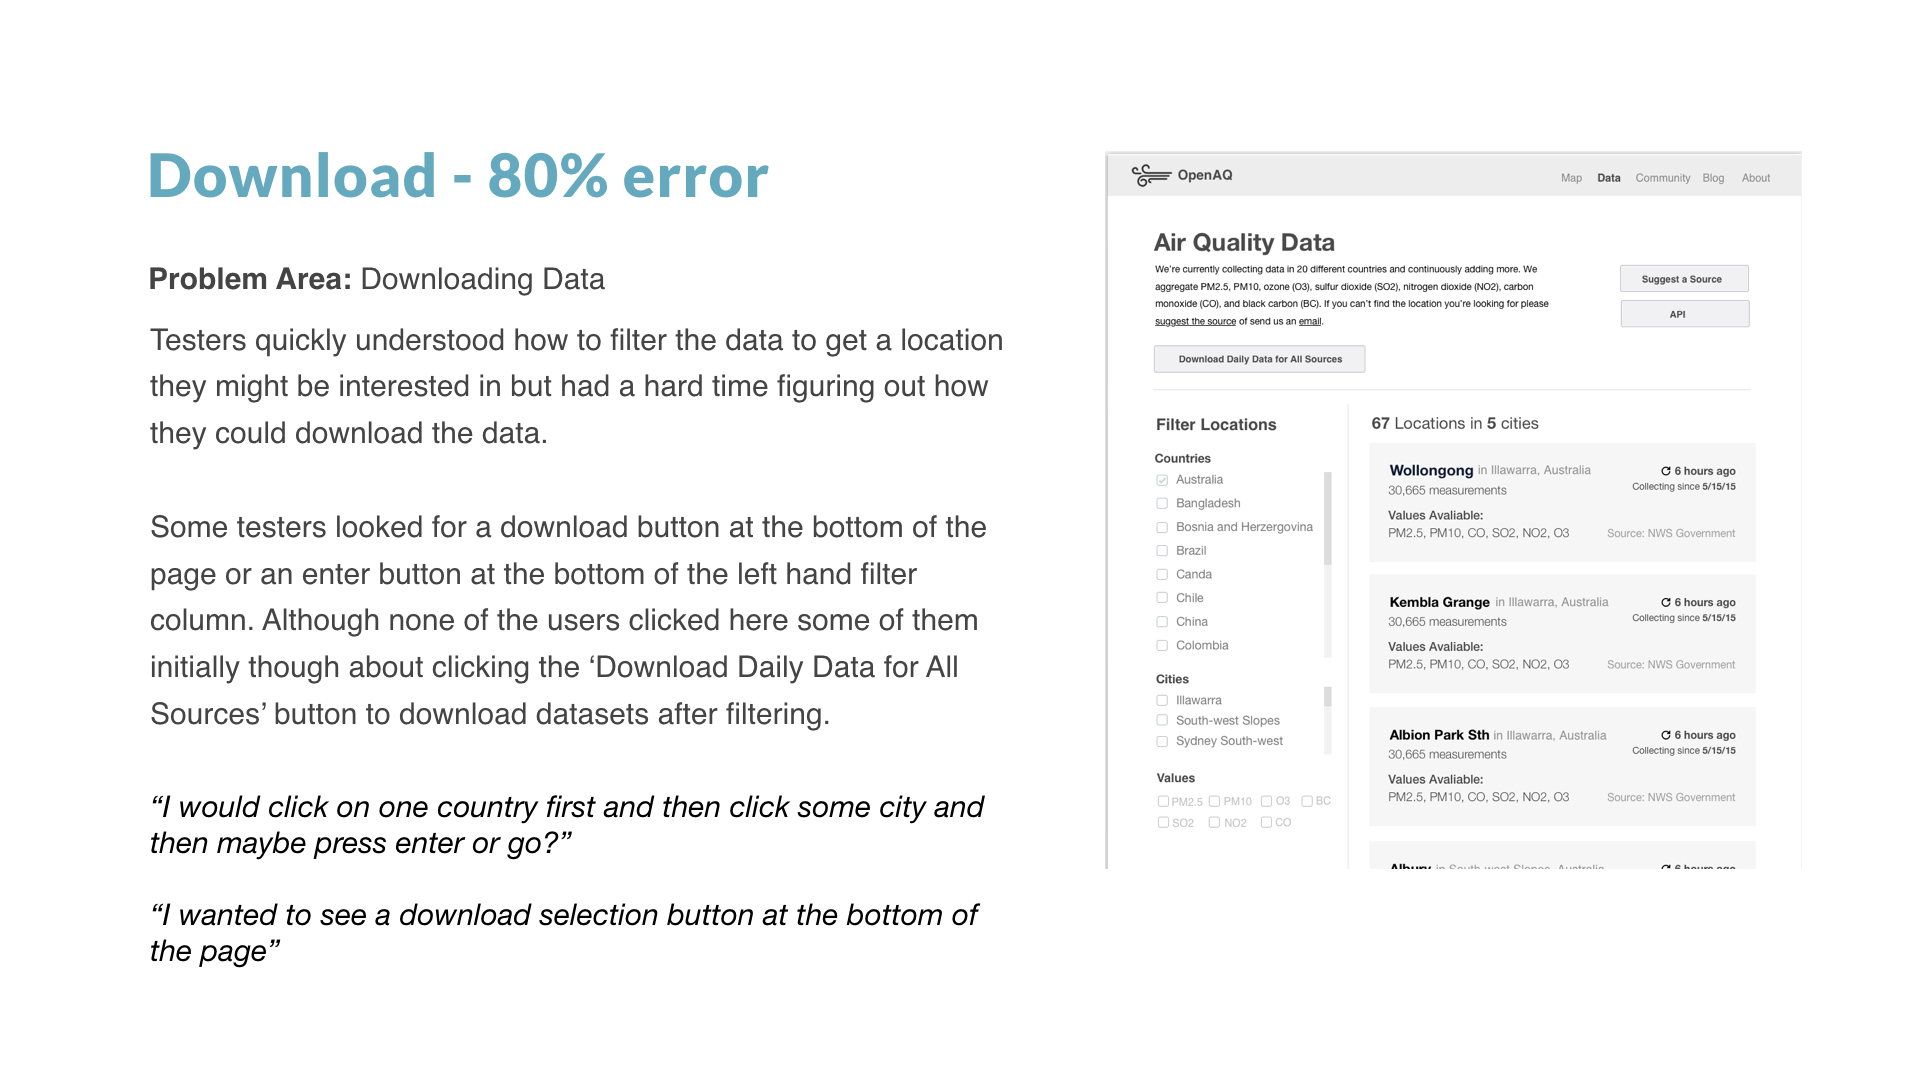 Download - 80% error
Problem Area: Downloading Data
Testers quickly understood how to filter the data to get a location
they might be interested in but had a hard time figuring out how
they could download the data.
Some testers looked for a download button at the bottom of the
page or an enter button at the bottom of the left hand filter
column. Although none of the users clicked here some of them
initially though about clicking the ‘Download Daily Data for All
Sources’ button to download datasets after filtering.
“I would click on one country first and then click some city and
then maybe press enter or go?”
“I wanted to see a download selection button at the bottom of
the page”
OpenAQ
Map Data Community Blog About
Air Quality Data
We’re currently collecting data in 20 different countries and continuously adding more. We
aggregate PM2.5, PM10, ozone (O3), sulfur dioxide (SO2), nitrogen dioxide (NO2), carbon
monoxide (CO), and black carbon (BC). If you can’t find the location you’re looking for please
suggest the source of send us an email.
Suggest a Source
API
Download Daily Data for All Sources
Filter Locations
Countries
Australia
Bangladesh
Bosnia and Herzergovina
Brazil
Canda
Chile
China
Colombia
Cities
Illawarra
South-west Slopes
Sydney South-west
Values
PM2.5 PM10 O3 BC
SO2 NO2 CO
67 Locations in 5 cities
Wollongong in Illawarra, Australia
6 hours ago
30,665 measurements
Collecting since 5/15/15
Values Avaliable:
PM2.5, PM10, CO, SO2, NO2, O3
Source: NWS Government
Kembla Grange in Illawarra, Australia
6 hours ago
30,665 measurements
Collecting since 5/15/15
Values Avaliable:
PM2.5, PM10, CO, SO2, NO2, O3
Source: NWS Government
Albion Park Sth in Illawarra, Australia
6 hours ago
30,665 measurements
Collecting since 5/15/15
Values Avaliable:
PM2.5, PM10, CO, SO2, NO2, O3
Source: NWS Government
Albury in South-west Slopes, Australia
6 hours ago